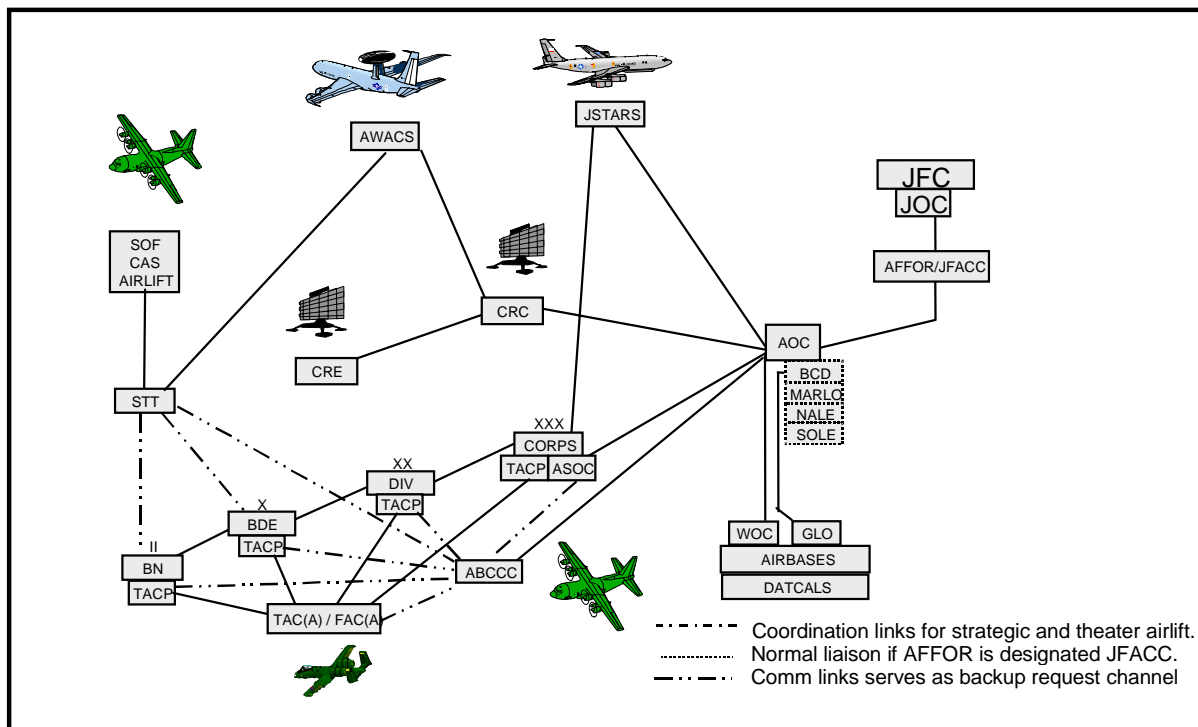 JSTARS
AWACS
JFC
JOC
SOF
CAS
AIRLIFT
AFFOR/JFACC
CRC
AOC
CRE
BCD
MARLO
NALE
SOLE
STT
XXX
CORPS
TACP ASOC
XX
DIV
TACP
X
BDE
TACP
II
BN
TACP
ABCCC
TAC(A) / FAC(A)
WOC GLO
AIRBASES
DATCALS
Coordination links for strategic and theater airlift.
Normal liaison if AFFOR is designated JFACC.
Comm links serves as backup request channel